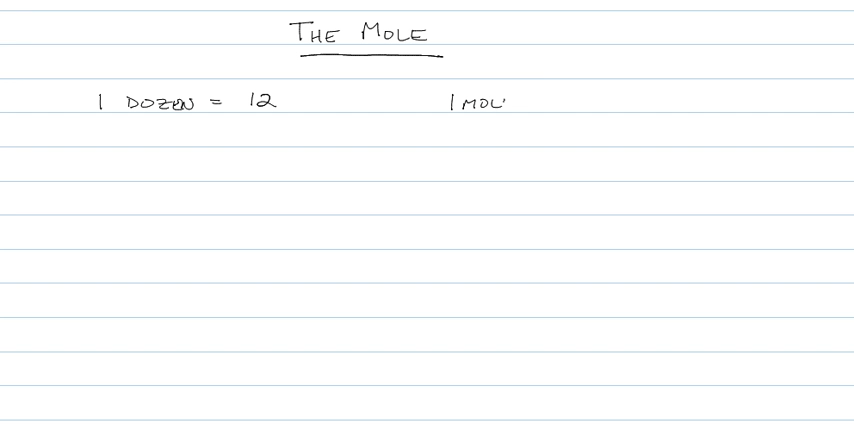 THE MOLE
1 DOZEN = 12 1 MOL